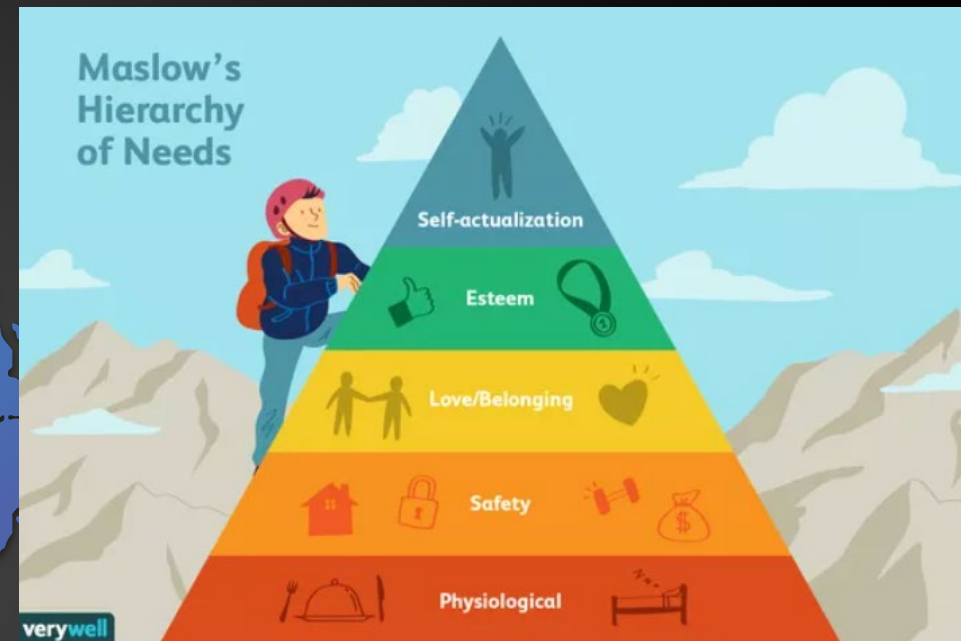 Maslow's
Hierarchy
of Needs
Self-actualization
Esteem
Love/Belonging
Safety
$
Physiological
verywell